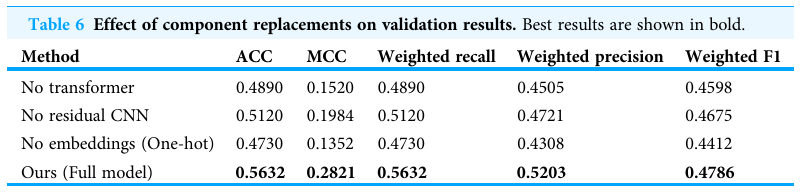 Table 6 Effect of component replacements on validation results. Best results are shown in bold.
Method ACC MCC Weighted recall Weighted precision Weighted F1
No transformer 0.4890 0.1520 0.4890 0.4505 0.4598
No residual CNN 0.5120 0.1984 0.5120 0.4721 0.4675
No embeddings (One-hot) 0.4730 0.1352 0.4730 0.4308 0.4412
Ours (Full model) 0.5632 0.2821 0.5632 0.5203 0.4786